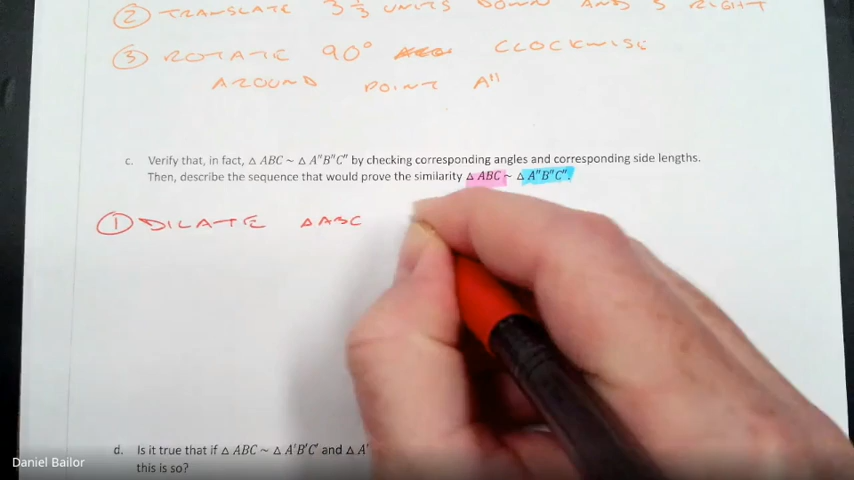 ② TRANSLATE 3 1/3 UNITS DOWN AND 5 RIGHT
③ ROTATE 90° CLOCKWISE
AROUND POINT A"
c. Verify that, in fact, △ ABC ~ △ A"B"C" by checking corresponding angles and corresponding side lengths.
Then, describe the sequence that would prove the similarity △ ABC ~ △ A"B"C".
① DILATE △ABC
d. Is it true that if △ ABC ~ △ A'B'C' and △ A'
this is so?
Daniel Bailor